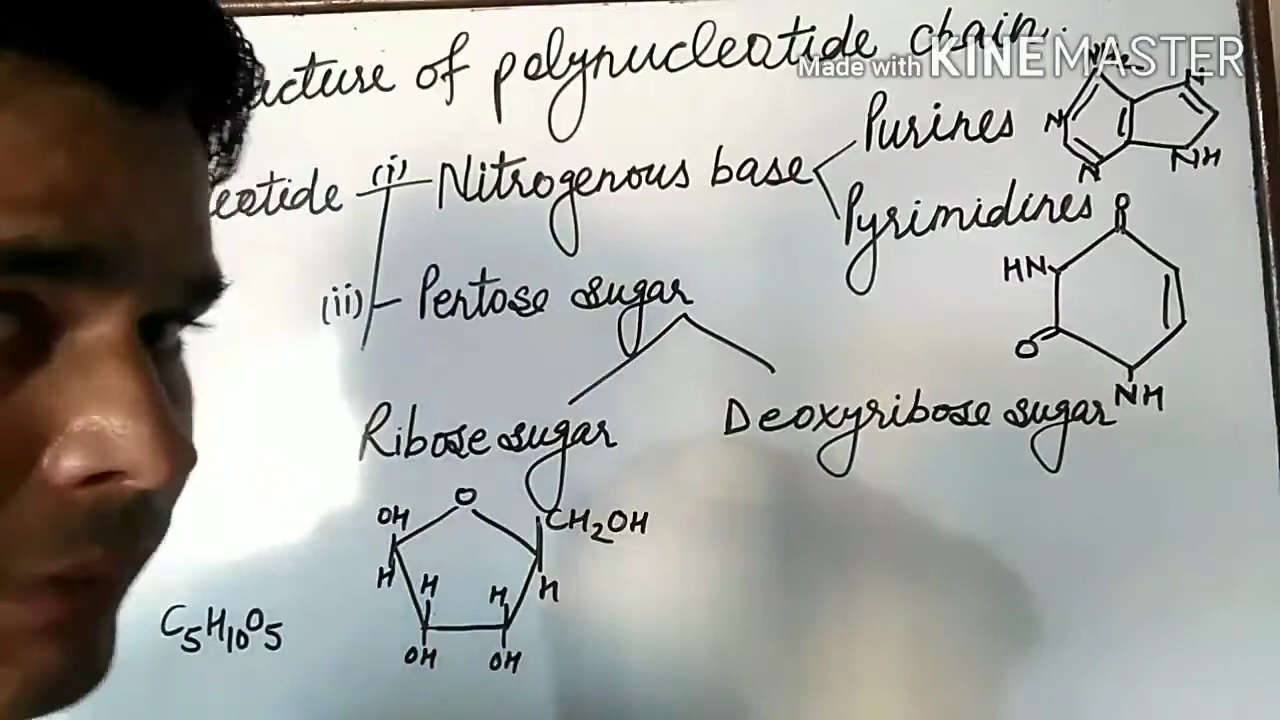 ucture of polynucleotide chain.
Made with KINEMASTER
Purines
eotide (i) Nitrogenous base
Pyrimidines
(ii) Pentose sugar
Ribose sugar
Deoxyribose sugar
N
N
N
NH
O
HN
O
NH
O
OH
CH2OH
H
H
H
H
OH
OH
C5H10O5